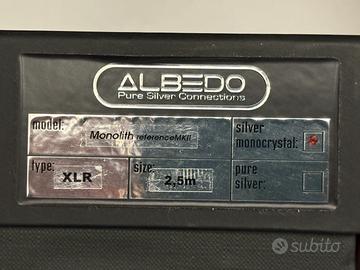 ALBEDO
Pure Silver Connections
model:
Monolith referenceMKII
silver
monocrystal:
type:
XLR
size:
2,5m
pure
silver:
subito